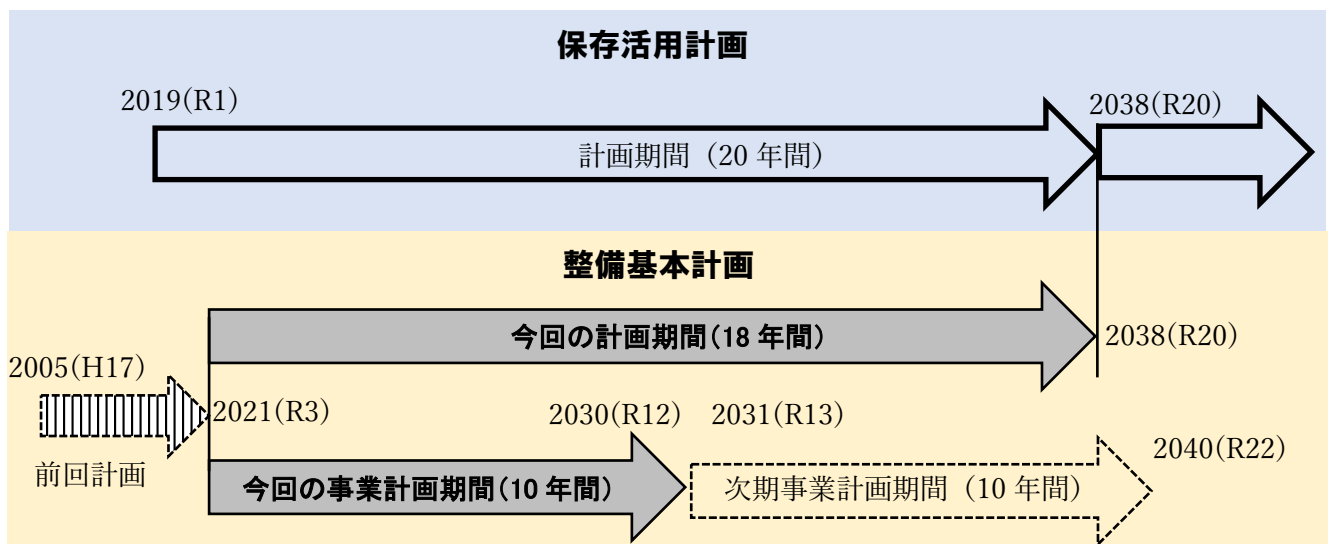 保存活用計画
2019(R1)
2038(R20)
計画期間（20 年間）
整備基本計画
今回の計画期間（18 年間）
2038(R20)
2005(H17)
2021(R3)
2030(R12)
2031(R13)
2040(R22)
前回計画
今回の事業計画期間（10 年間）
次期事業計画期間（10 年間）